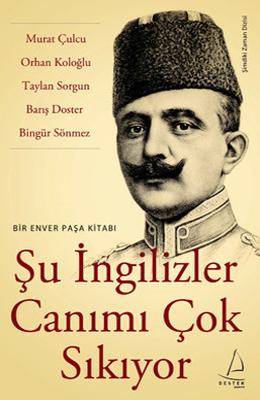 Murat Çulcu
Orhan Koloğlu
Taylan Sorgun
Barış Doster
Bingür Sönmez
Şimdiki Zaman Dizisi
BİR ENVER PAŞA KİTABI
Şu İngilizler
Canımı Çok
Sıkıyor
DESTEK